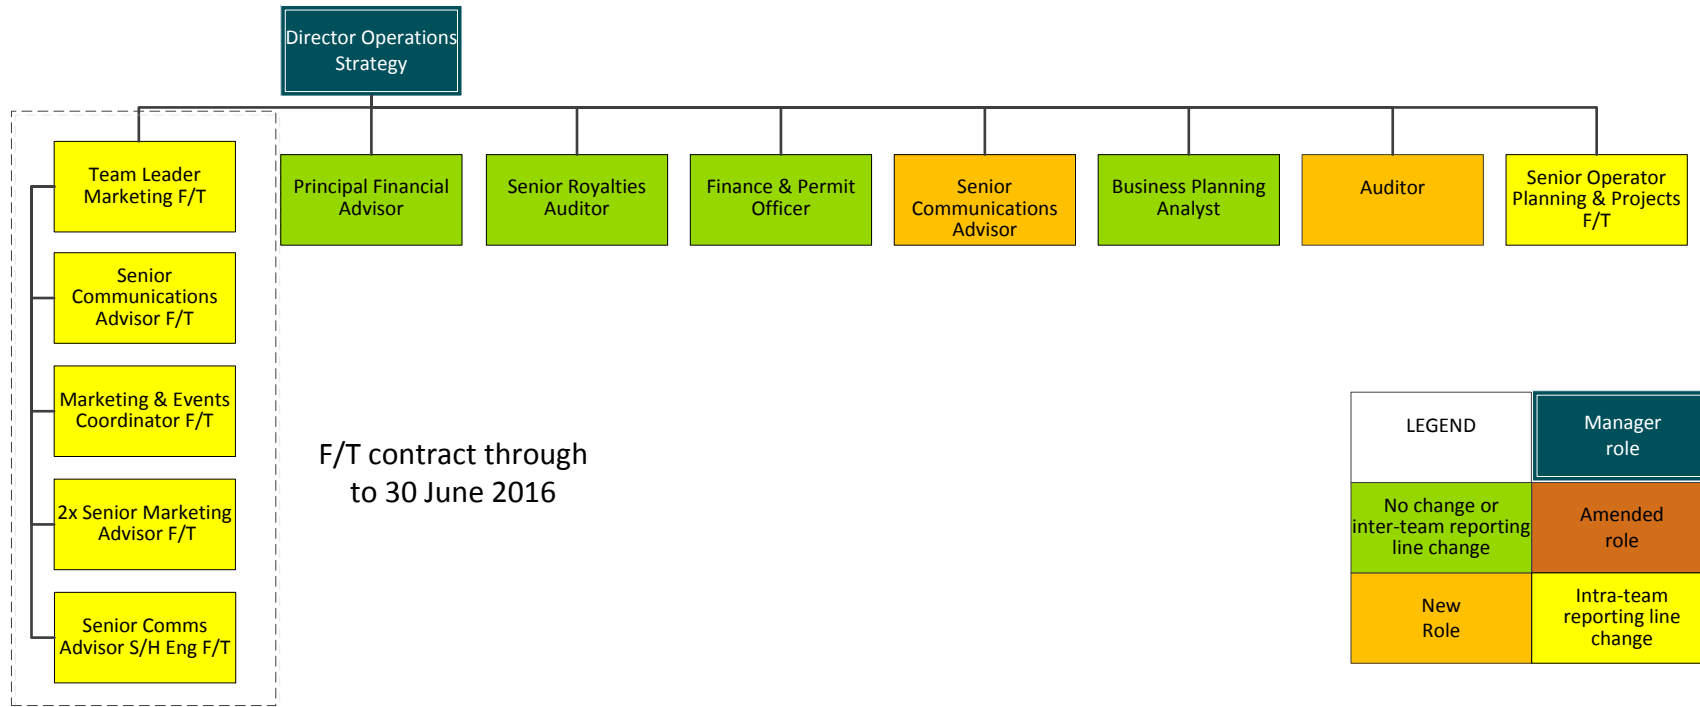 Director Operations
Strategy
Team Leader
Marketing F/T
Principal Financial
Advisor
Senior Royalties
Auditor
Finance & Permit
Officer
Senior
Communications
Advisor
Business Planning
Analyst
Auditor
Senior Operator
Planning & Projects
F/T
Senior
Communications
Advisor F/T
Marketing & Events
Coordinator F/T
2x Senior Marketing
Advisor F/T
Senior Comms
Advisor S/H Eng F/T
F/T contract through
to 30 June 2016
LEGEND
Manager
role
No change or
inter-team reporting
line change
Amended
role
New
Role
Intra-team
reporting line
change